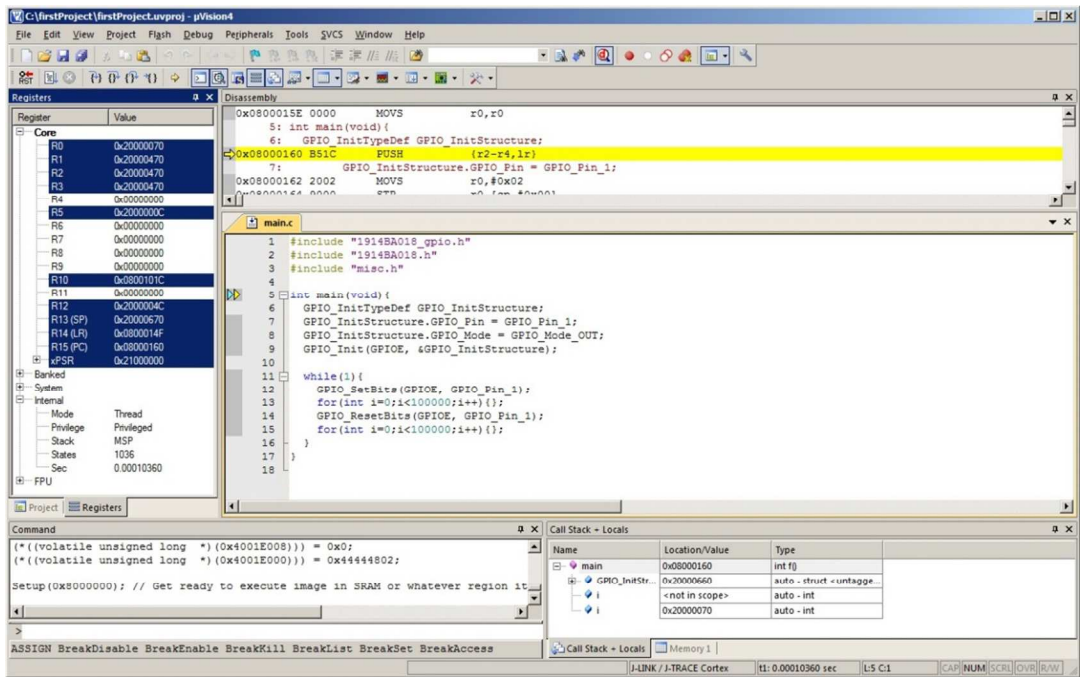 C:\firstProject\firstProject.uvproj - µVision4
File Edit View Project Flash Debug Peripherals Tools SVCS Window Help
RST
Registers
Register Value
Core
R0 0x20000070
R1 0x20000470
R2 0x20000470
R3 0x20000470
R4 0x00000000
R5 0x2000000C
R6 0x00000000
R7 0x00000000
R8 0x00000000
R9 0x00000000
R10 0x0800101C
R11 0x00000000
R12 0x2000004C
R13 (SP) 0x20000670
R14 (LR) 0x0800014F
R15 (PC) 0x08000160
xPSR 0x21000000
Banked
System
Internal
Mode Thread
Privilege Privileged
Stack MSP
States 1036
Sec 0.00010360
FPU
Project Registers
Disassembly
0x0800015E 0000 MOVS r0,r0
5: int main(void){
6: GPIO_InitTypeDef GPIO_InitStructure;
0x08000160 B51C PUSH {r2-r4,lr}
7: GPIO_InitStructure.GPIO_Pin = GPIO_Pin_1;
0x08000162 2002 MOVS r0,#0x02
0x08000164 9000 STR r0,[sp,#0x00]
main.c
1 #include "1914BA018_gpio.h"
2 #include "1914BA018.h"
3 #include "misc.h"
4
5 int main(void){
6 GPIO_InitTypeDef GPIO_InitStructure;
7 GPIO_InitStructure.GPIO_Pin = GPIO_Pin_1;
8 GPIO_InitStructure.GPIO_Mode = GPIO_Mode_OUT;
9 GPIO_Init(GPIOE, &GPIO_InitStructure);
10
11 while(1){
12 GPIO_SetBits(GPIOE, GPIO_Pin_1);
13 for(int i=0;i<100000;i++){};
14 GPIO_ResetBits(GPIOE, GPIO_Pin_1);
15 for(int i=0;i<100000;i++){};
16 }
17 }
18
Command
(*((volatile unsigned long *)(0x4001E008))) = 0x0;
(*((volatile unsigned long *)(0x4001E000))) = 0x44444802;
Setup(0x8000000); // Get ready to execute image in SRAM or whatever region it
>
ASSIGN BreakDisable BreakEnable BreakKill BreakList BreakSet BreakAccess
Call Stack + Locals
Name Location/Value Type
main 0x08000160 int f()
GPIO_InitStr... 0x20000660 auto - struct <untagge...
i <not in scope> auto - int
i 0x20000070 auto - int
Call Stack + Locals Memory 1
J-LINK / J-TRACE Cortex t1: 0.00010360 sec L:5 C:1 CAP NUM SCRL OVR R/W